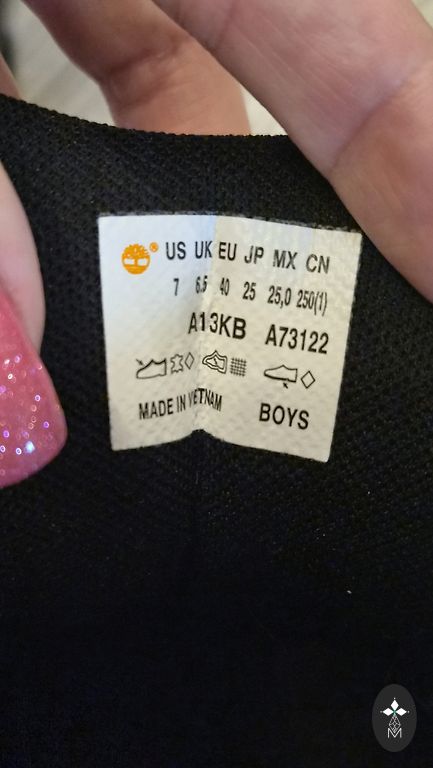 ® US UK EU JP MX CN
7 6.5 40 25 25,0 250(1)
A13KB A73122
MADE IN VIETNAM BOYS
M